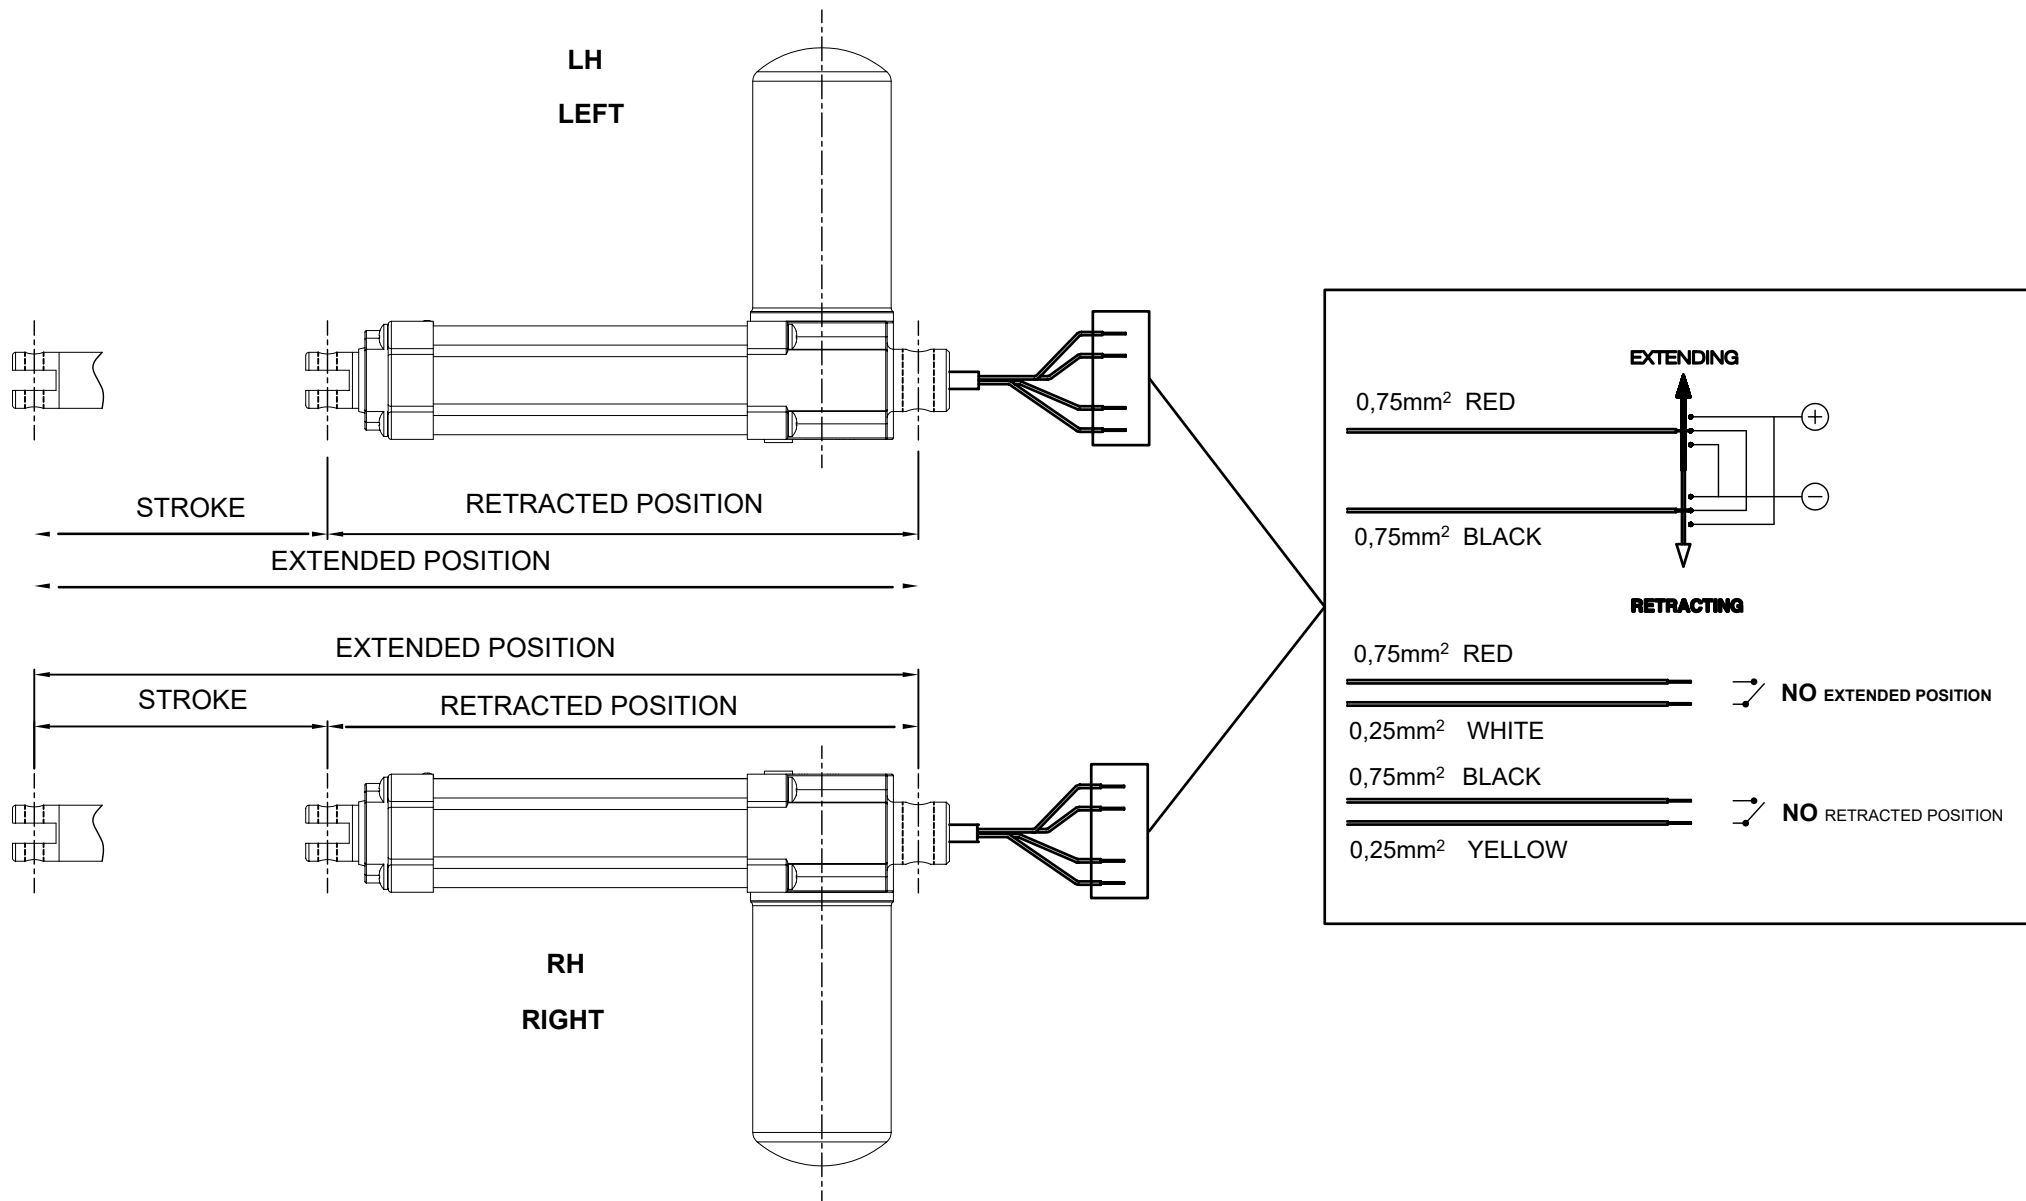 LH
LEFT
STROKE
RETRACTED POSITION
EXTENDED POSITION
EXTENDED POSITION
STROKE
RETRACTED POSITION
RH
RIGHT
EXTENDING
0,75mm² RED
+
−
0,75mm² BLACK
RETRACTING
0,75mm² RED
NO EXTENDED POSITION
0,25mm² WHITE
0,75mm² BLACK
NO RETRACTED POSITION
0,25mm² YELLOW